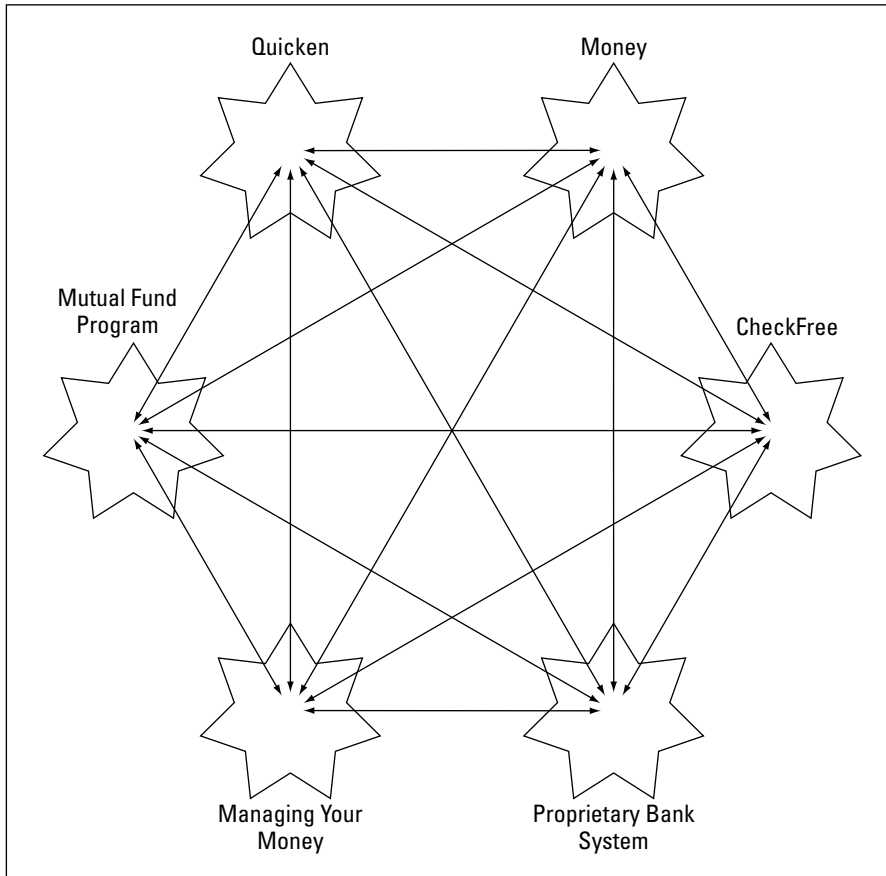 Quicken
Money
Mutual Fund
Program
CheckFree
Managing Your
Money
Proprietary Bank
System